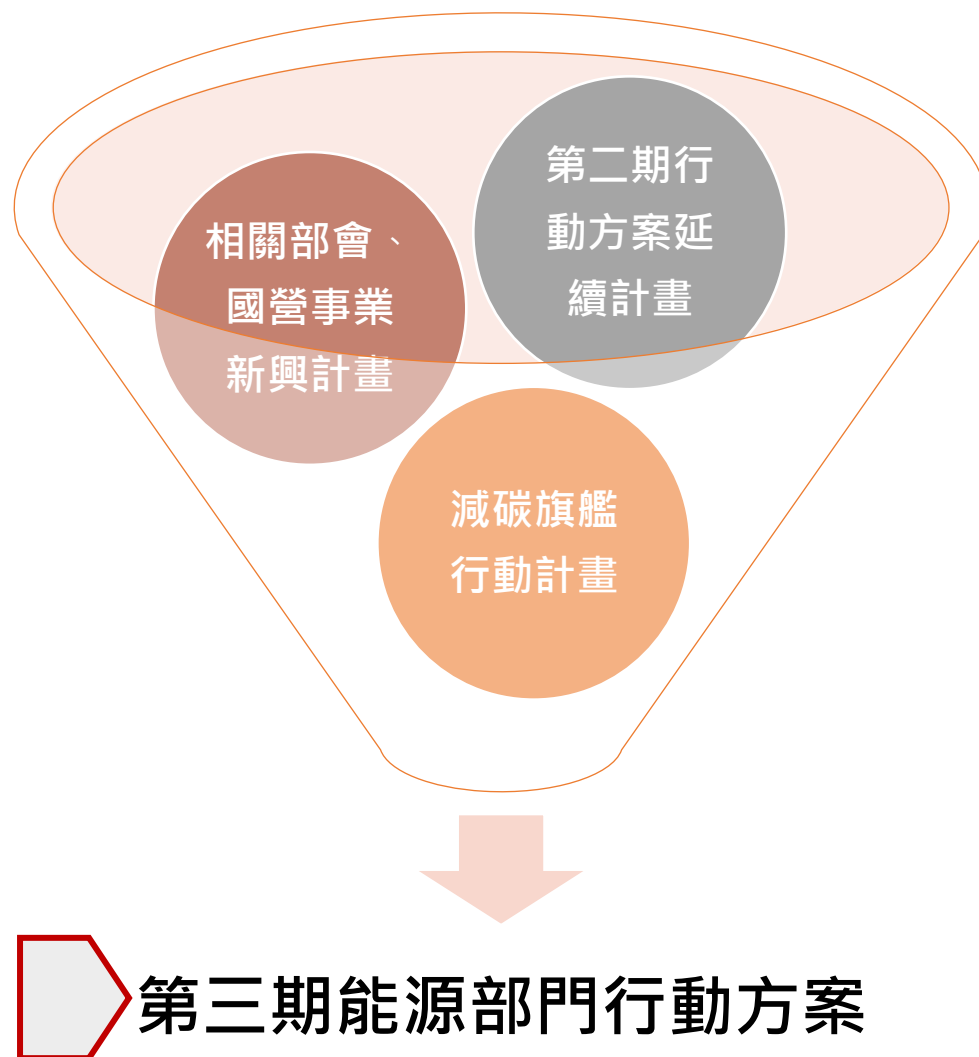 第二期行
動方案延
續計畫
相關部會、
國營事業
新興計畫
減碳旗艦
行動計畫
第三期能源部門行動方案